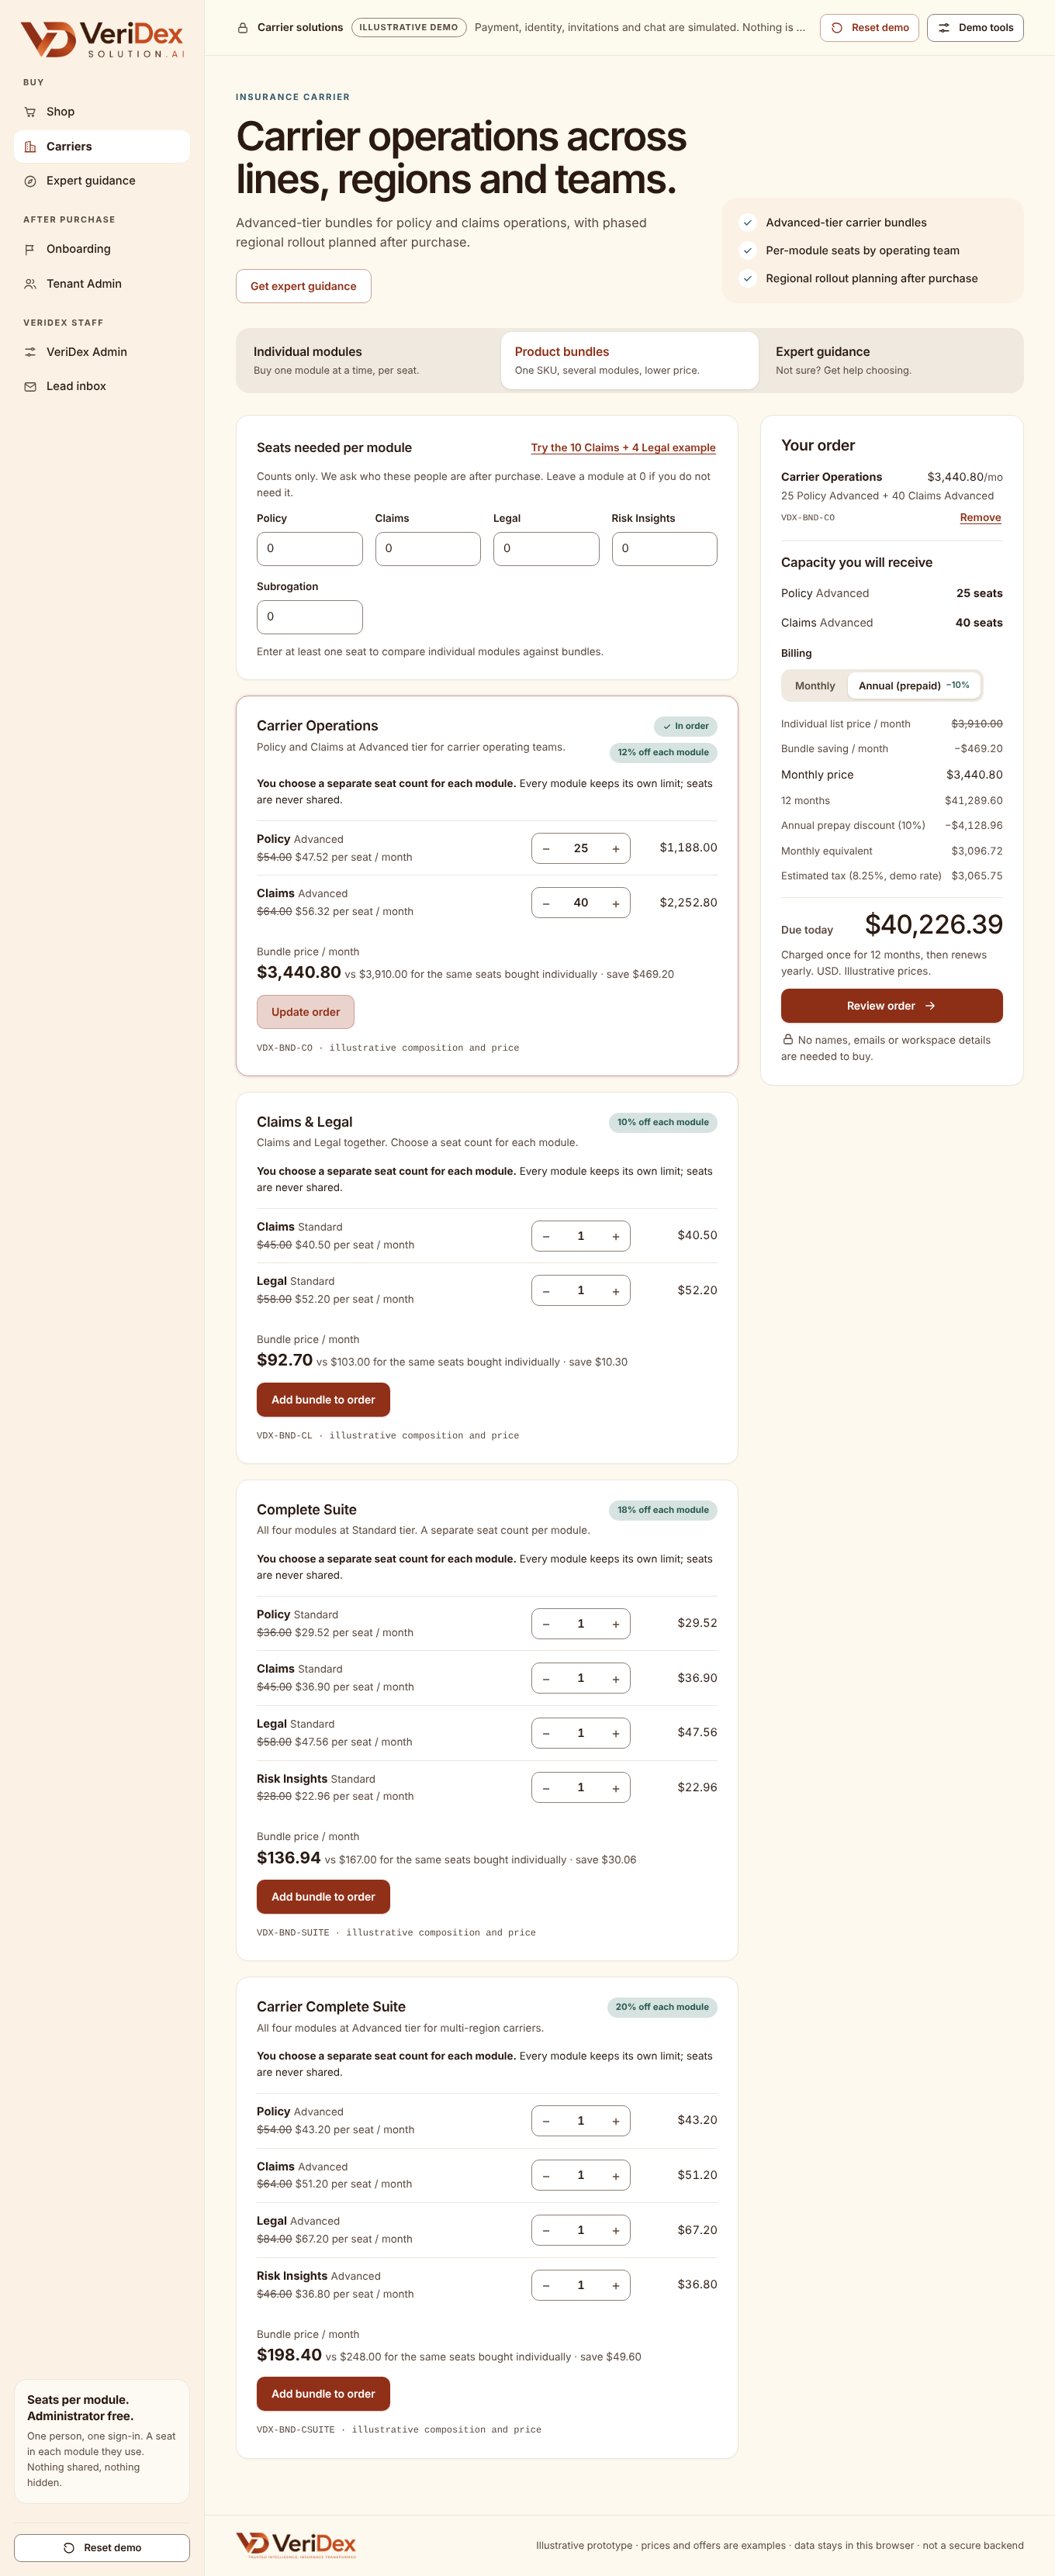 VeriDex
SOLUTION.AI
BUY
Shop
Carriers
Expert guidance
AFTER PURCHASE
Onboarding
Tenant Admin
VERIDEX STAFF
VeriDex Admin
Lead inbox
Seats per module.
Administrator free.
One person, one sign-in. A seat
in each module they use.
Nothing shared, nothing
hidden.
Reset demo
Carrier solutions
ILLUSTRATIVE DEMO
Payment, identity, invitations and chat are simulated. Nothing is ...
Reset demo
Demo tools
INSURANCE CARRIER
Carrier operations across
lines, regions and teams.
Advanced-tier bundles for policy and claims operations, with phased
regional rollout planned after purchase.
Get expert guidance
Advanced-tier carrier bundles
Per-module seats by operating team
Regional rollout planning after purchase
Individual modules
Buy one module at a time, per seat.
Product bundles
One SKU, several modules, lower price.
Expert guidance
Not sure? Get help choosing.
Seats needed per module
Try the 10 Claims + 4 Legal example
Counts only. We ask who these people are after purchase. Leave a module at 0 if you do not
need it.
Policy Claims Legal Risk Insights
0 0 0 0
Subrogation
0
Enter at least one seat to compare individual modules against bundles.
Carrier Operations
✓ In order
Policy and Claims at Advanced tier for carrier operating teams.
12% off each module
You choose a separate seat count for each module. Every module keeps its own limit; seats
are never shared.
Policy Advanced
$54.00 $47.52 per seat / month
− 25 + $1,188.00
Claims Advanced
$64.00 $56.32 per seat / month
− 40 + $2,252.80
Bundle price / month
$3,440.80 vs $3,910.00 for the same seats bought individually · save $469.20
Update order
VDX-BND-CO · illustrative composition and price
Claims & Legal
10% off each module
Claims and Legal together. Choose a seat count for each module.
You choose a separate seat count for each module. Every module keeps its own limit; seats
are never shared.
Claims Standard
$45.00 $40.50 per seat / month
− 1 + $40.50
Legal Standard
$58.00 $52.20 per seat / month
− 1 + $52.20
Bundle price / month
$92.70 vs $103.00 for the same seats bought individually · save $10.30
Add bundle to order
VDX-BND-CL · illustrative composition and price
Complete Suite
18% off each module
All four modules at Standard tier. A separate seat count per module.
You choose a separate seat count for each module. Every module keeps its own limit; seats
are never shared.
Policy Standard
$36.00 $29.52 per seat / month
− 1 + $29.52
Claims Standard
$45.00 $36.90 per seat / month
− 1 + $36.90
Legal Standard
$58.00 $47.56 per seat / month
− 1 + $47.56
Risk Insights Standard
$28.00 $22.96 per seat / month
− 1 + $22.96
Bundle price / month
$136.94 vs $167.00 for the same seats bought individually · save $30.06
Add bundle to order
VDX-BND-SUITE · illustrative composition and price
Carrier Complete Suite
20% off each module
All four modules at Advanced tier for multi-region carriers.
You choose a separate seat count for each module. Every module keeps its own limit; seats
are never shared.
Policy Advanced
$54.00 $43.20 per seat / month
− 1 + $43.20
Claims Advanced
$64.00 $51.20 per seat / month
− 1 + $51.20
Legal Advanced
$84.00 $67.20 per seat / month
− 1 + $67.20
Risk Insights Advanced
$46.00 $36.80 per seat / month
− 1 + $36.80
Bundle price / month
$198.40 vs $248.00 for the same seats bought individually · save $49.60
Add bundle to order
VDX-BND-CSUITE · illustrative composition and price
Your order
Carrier Operations $3,440.80/mo
25 Policy Advanced + 40 Claims Advanced
VDX-BND-CO Remove
Capacity you will receive
Policy Advanced 25 seats
Claims Advanced 40 seats
Billing
Monthly Annual (prepaid) −10%
Individual list price / month $3,910.00
Bundle saving / month −$469.20
Monthly price $3,440.80
12 months $41,289.60
Annual prepay discount (10%) −$4,128.96
Monthly equivalent $3,096.72
Estimated tax (8.25%, demo rate) $3,065.75
Due today $40,226.39
Charged once for 12 months, then renews
yearly. USD. Illustrative prices.
Review order →
No names, emails or workspace details
are needed to buy.
VeriDex
Illustrative prototype · prices and offers are examples · data stays in this browser · not a secure backend